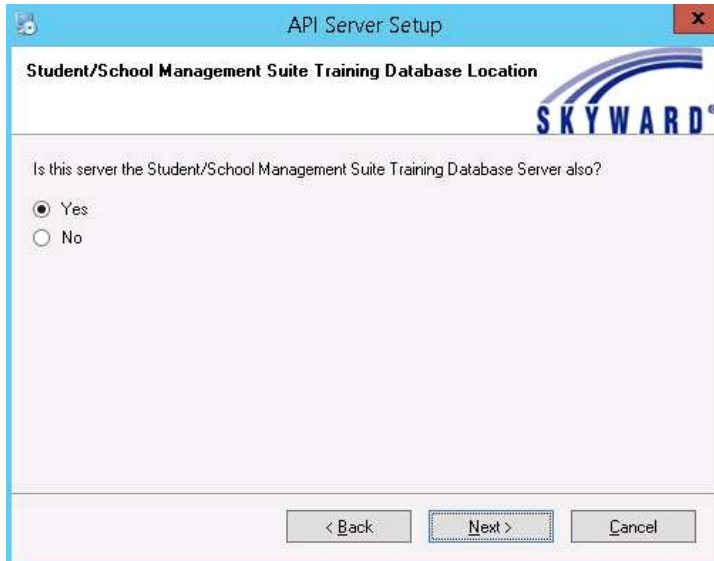 API Server Setup
x
Student/School Management Suite Training Database Location
SKYWARD®
Is this server the Student/School Management Suite Training Database Server also?
Yes
No
< Back
Next >
Cancel